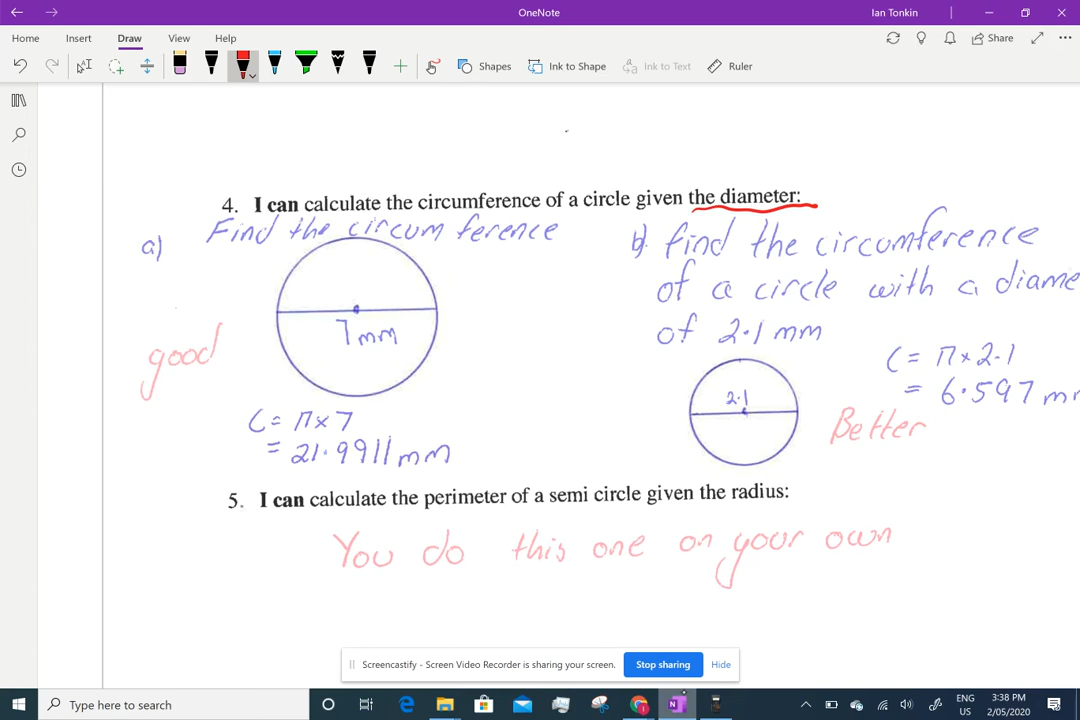 OneNote
Ian Tonkin
Home Insert Draw View Help
Share
Shapes Ink to Shape Ink to Text Ruler
4. I can calculate the circumference of a circle given the diameter:
a) Find the circumference
7mm
good
C = π × 7
= 21.9911mm
b) find the circumference
of a circle with a diame
of 2.1 mm
2.1
C = π × 2.1
= 6.597 mm
Better
5. I can calculate the perimeter of a semi circle given the radius:
You do this one on your own
Screencastify - Screen Video Recorder is sharing your screen. Stop sharing Hide
Type here to search
ENG
US
3:38 PM
2/05/2020